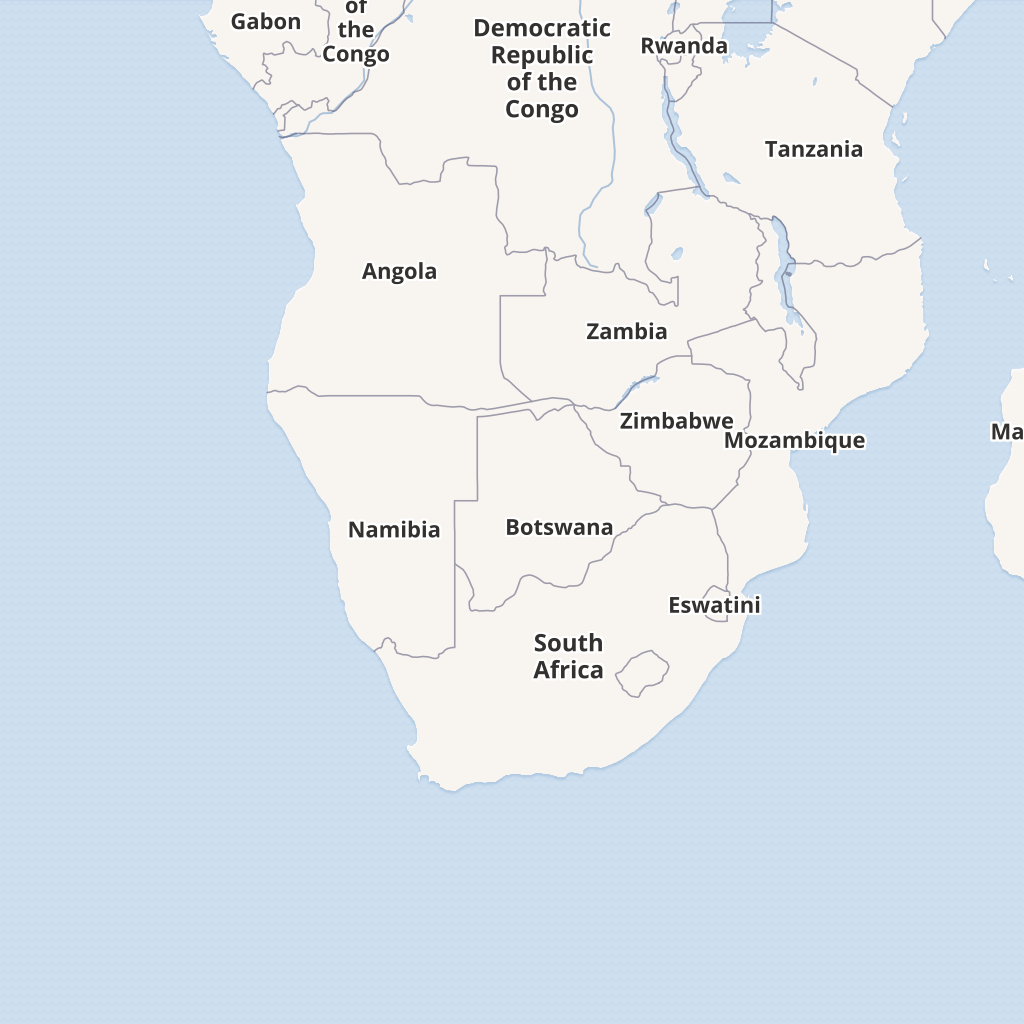 Gabon
of
the
Congo
Democratic
Republic
of the
Congo
Rwanda
Tanzania
Angola
Zambia
Zimbabwe
Mozambique
Ma
Namibia
Botswana
Eswatini
South
Africa